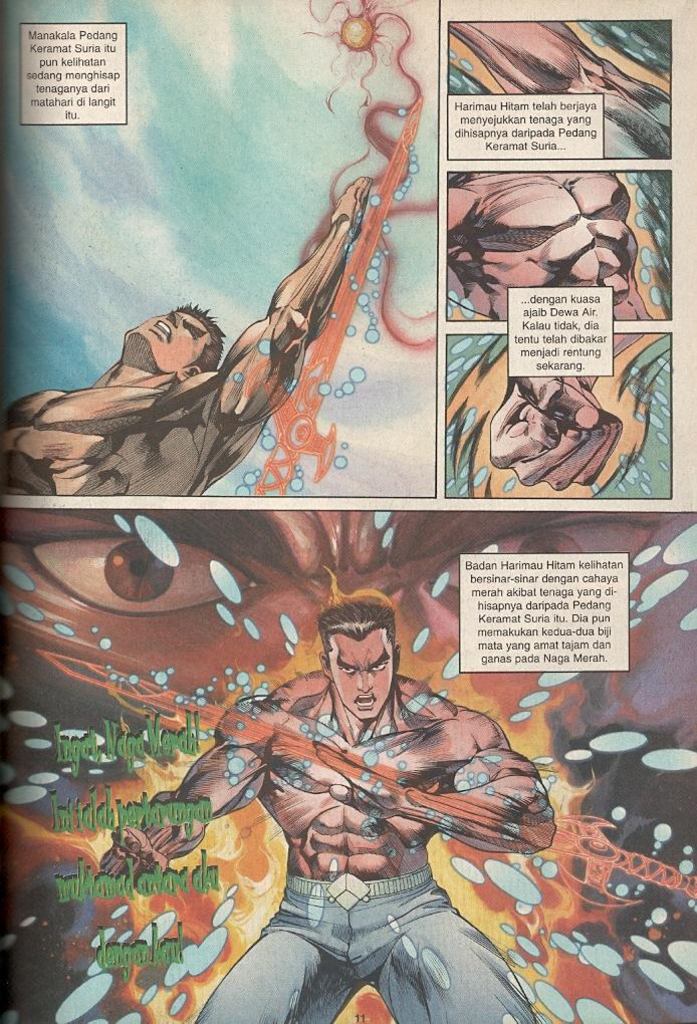 Manakala Pedang
Keramat Suria itu
pun kelihatan
sedang menghisap
tenaganya dari
matahari di langit
itu.
Harimau Hitam telah berjaya
menyejukkan tenaga yang
dihisapnya daripada Pedang
Keramat Suria...
...dengan kuasa
ajaib Dewa Air.
Kalau tidak, dia
tentu telah dibakar
menjadi rentung
sekarang.
Badan Harimau Hitam kelihatan
bersinar-sinar dengan cahaya
merah akibat tenaga yang di-
hisapnya daripada Pedang
Keramat Suria itu. Dia pun
memakukan kedua-dua biji
mata yang amat tajam dan
ganas pada Naga Merah.
Ingat, Naga Merah!
Ini ialah pertarungan
muktamad antara aku
dengan kau!
11